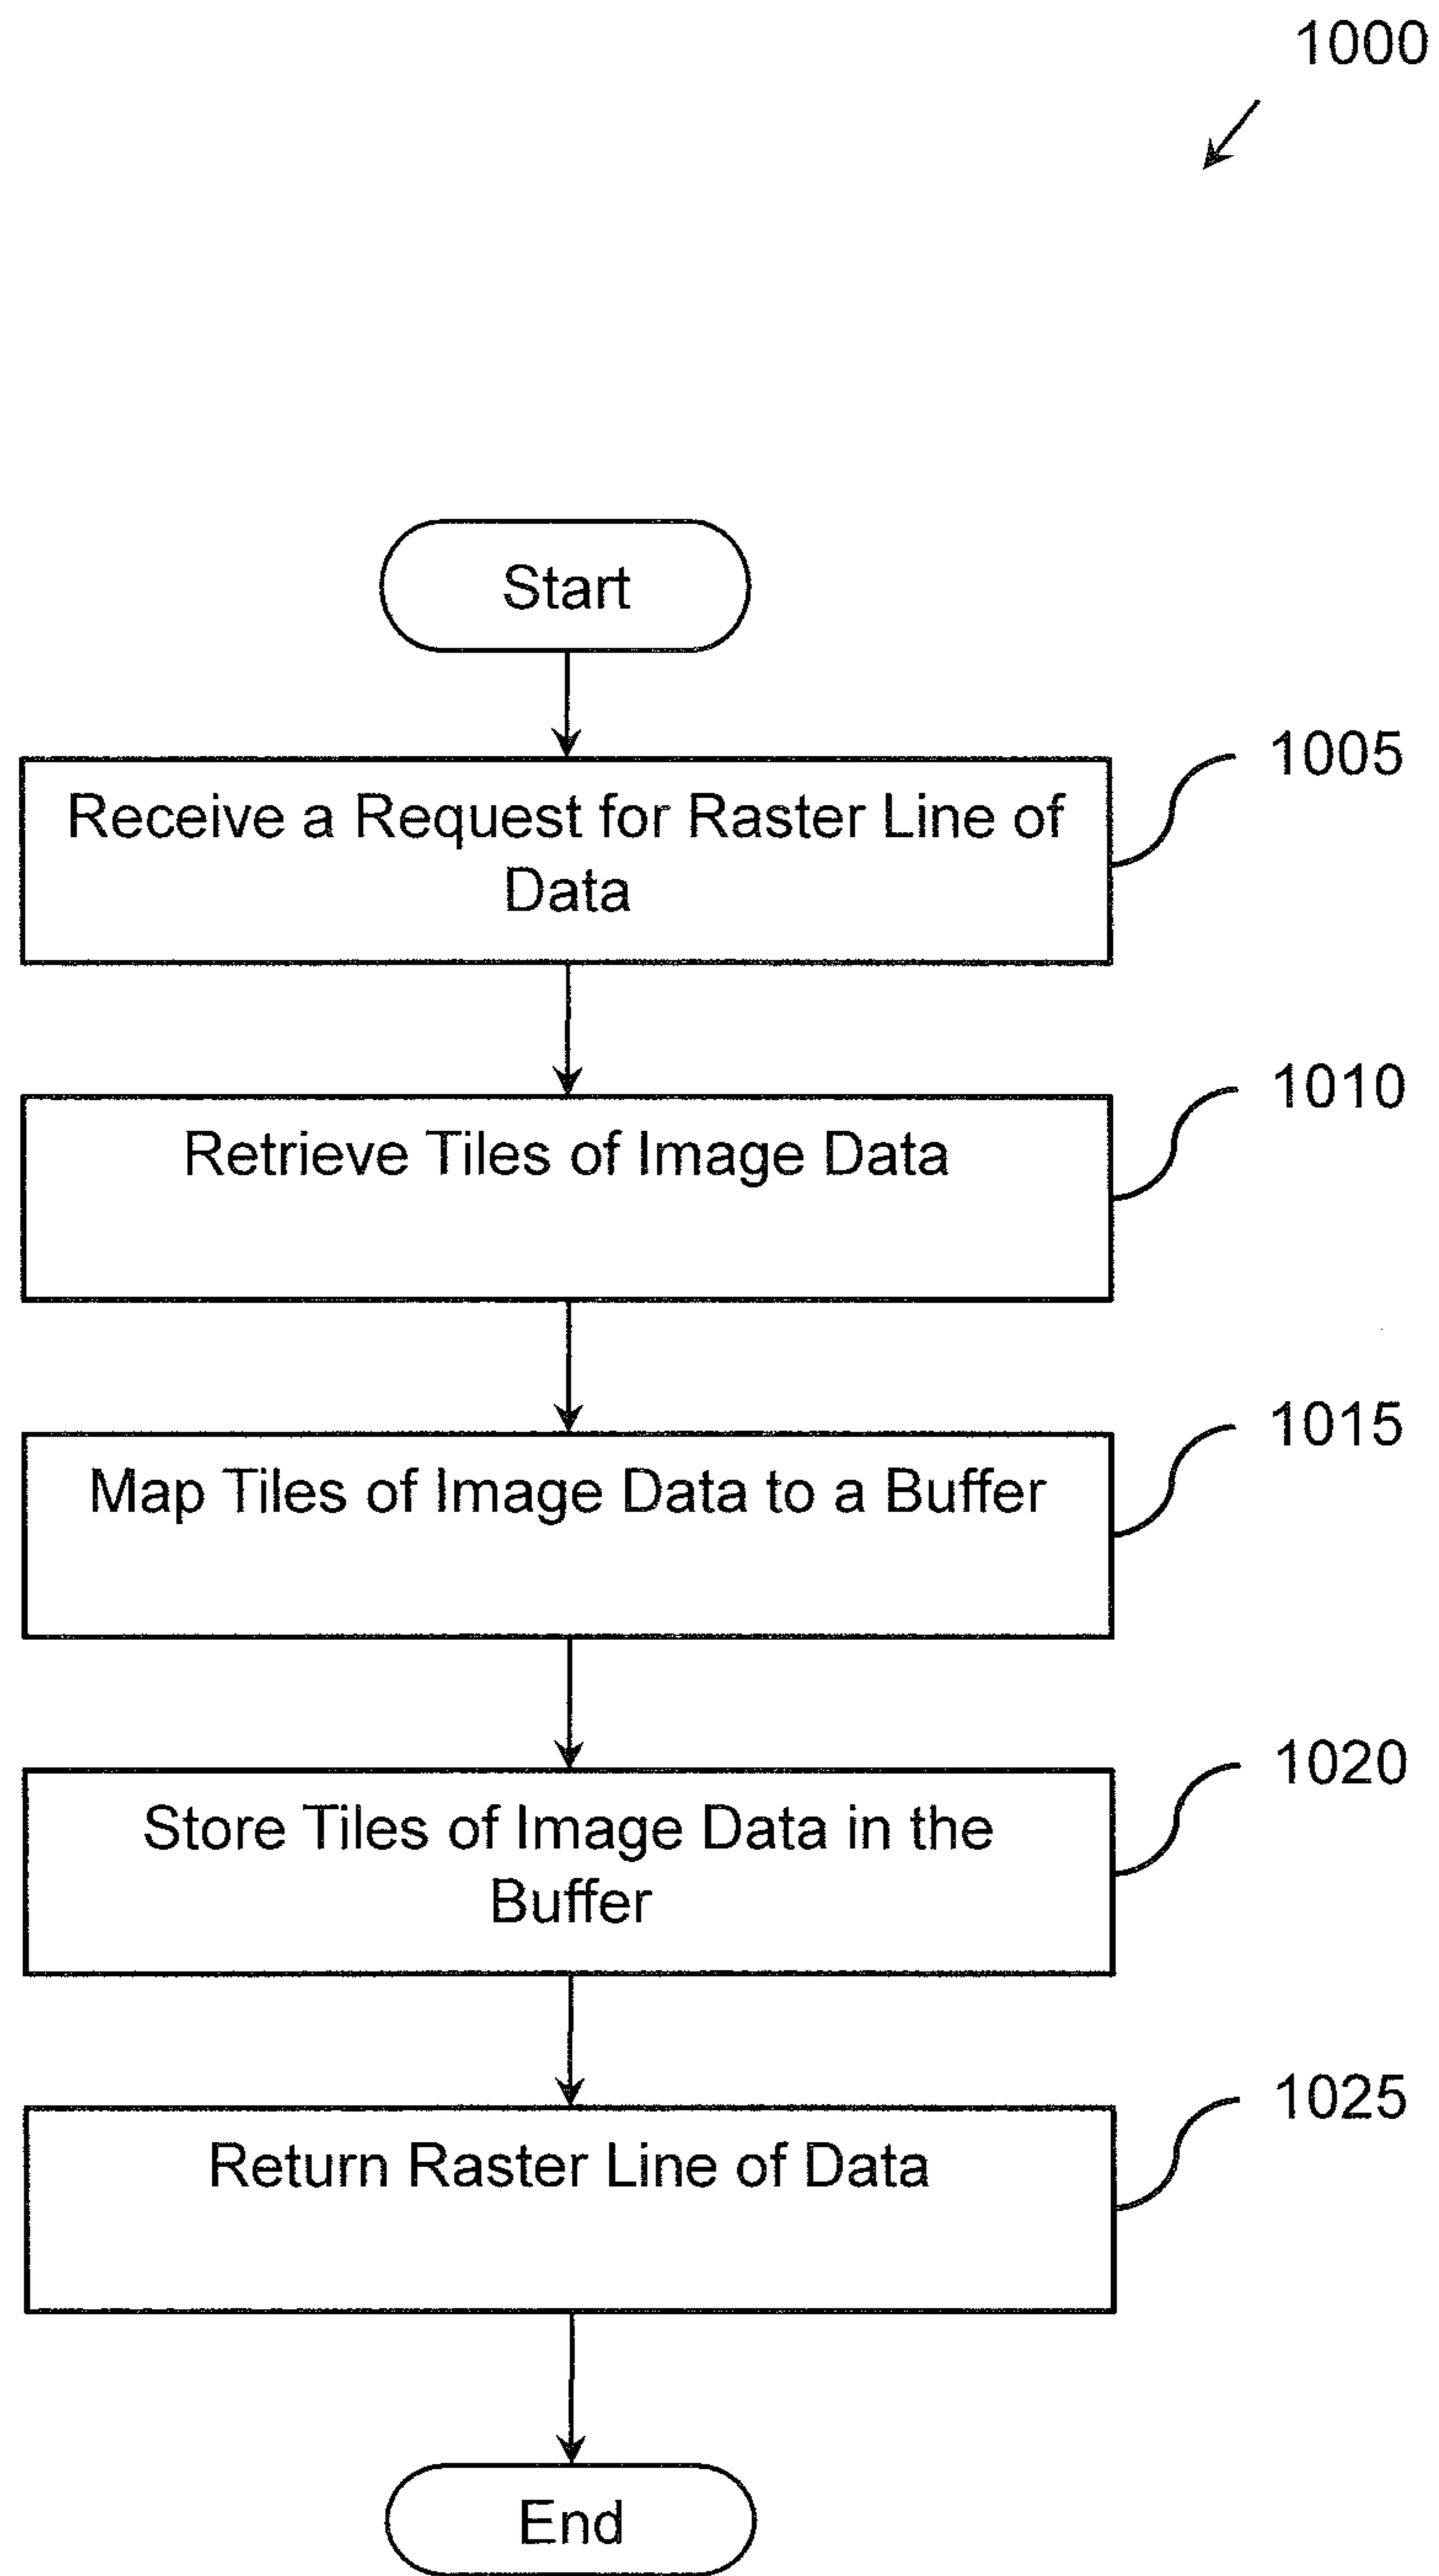 1000
Start
1005
Receive a Request for Raster Line of
Data
1010
Retrieve Tiles of Image Data
1015
Map Tiles of Image Data to a Buffer
1020
Store Tiles of Image Data in the
Buffer
1025
Return Raster Line of Data
End